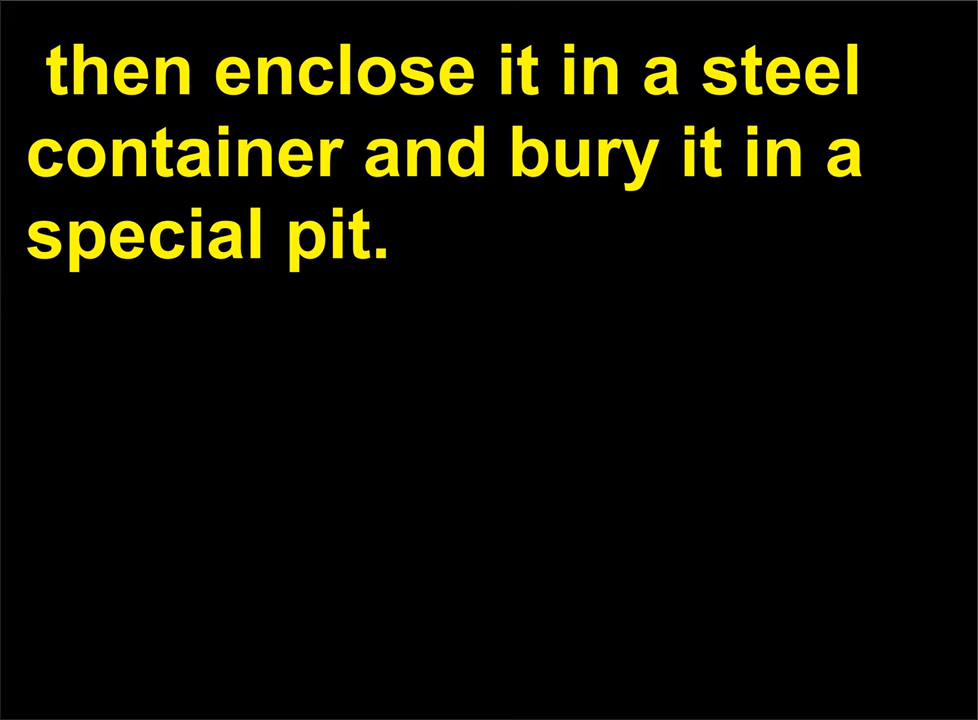 then enclose it in a steel
container and bury it in a
special pit.